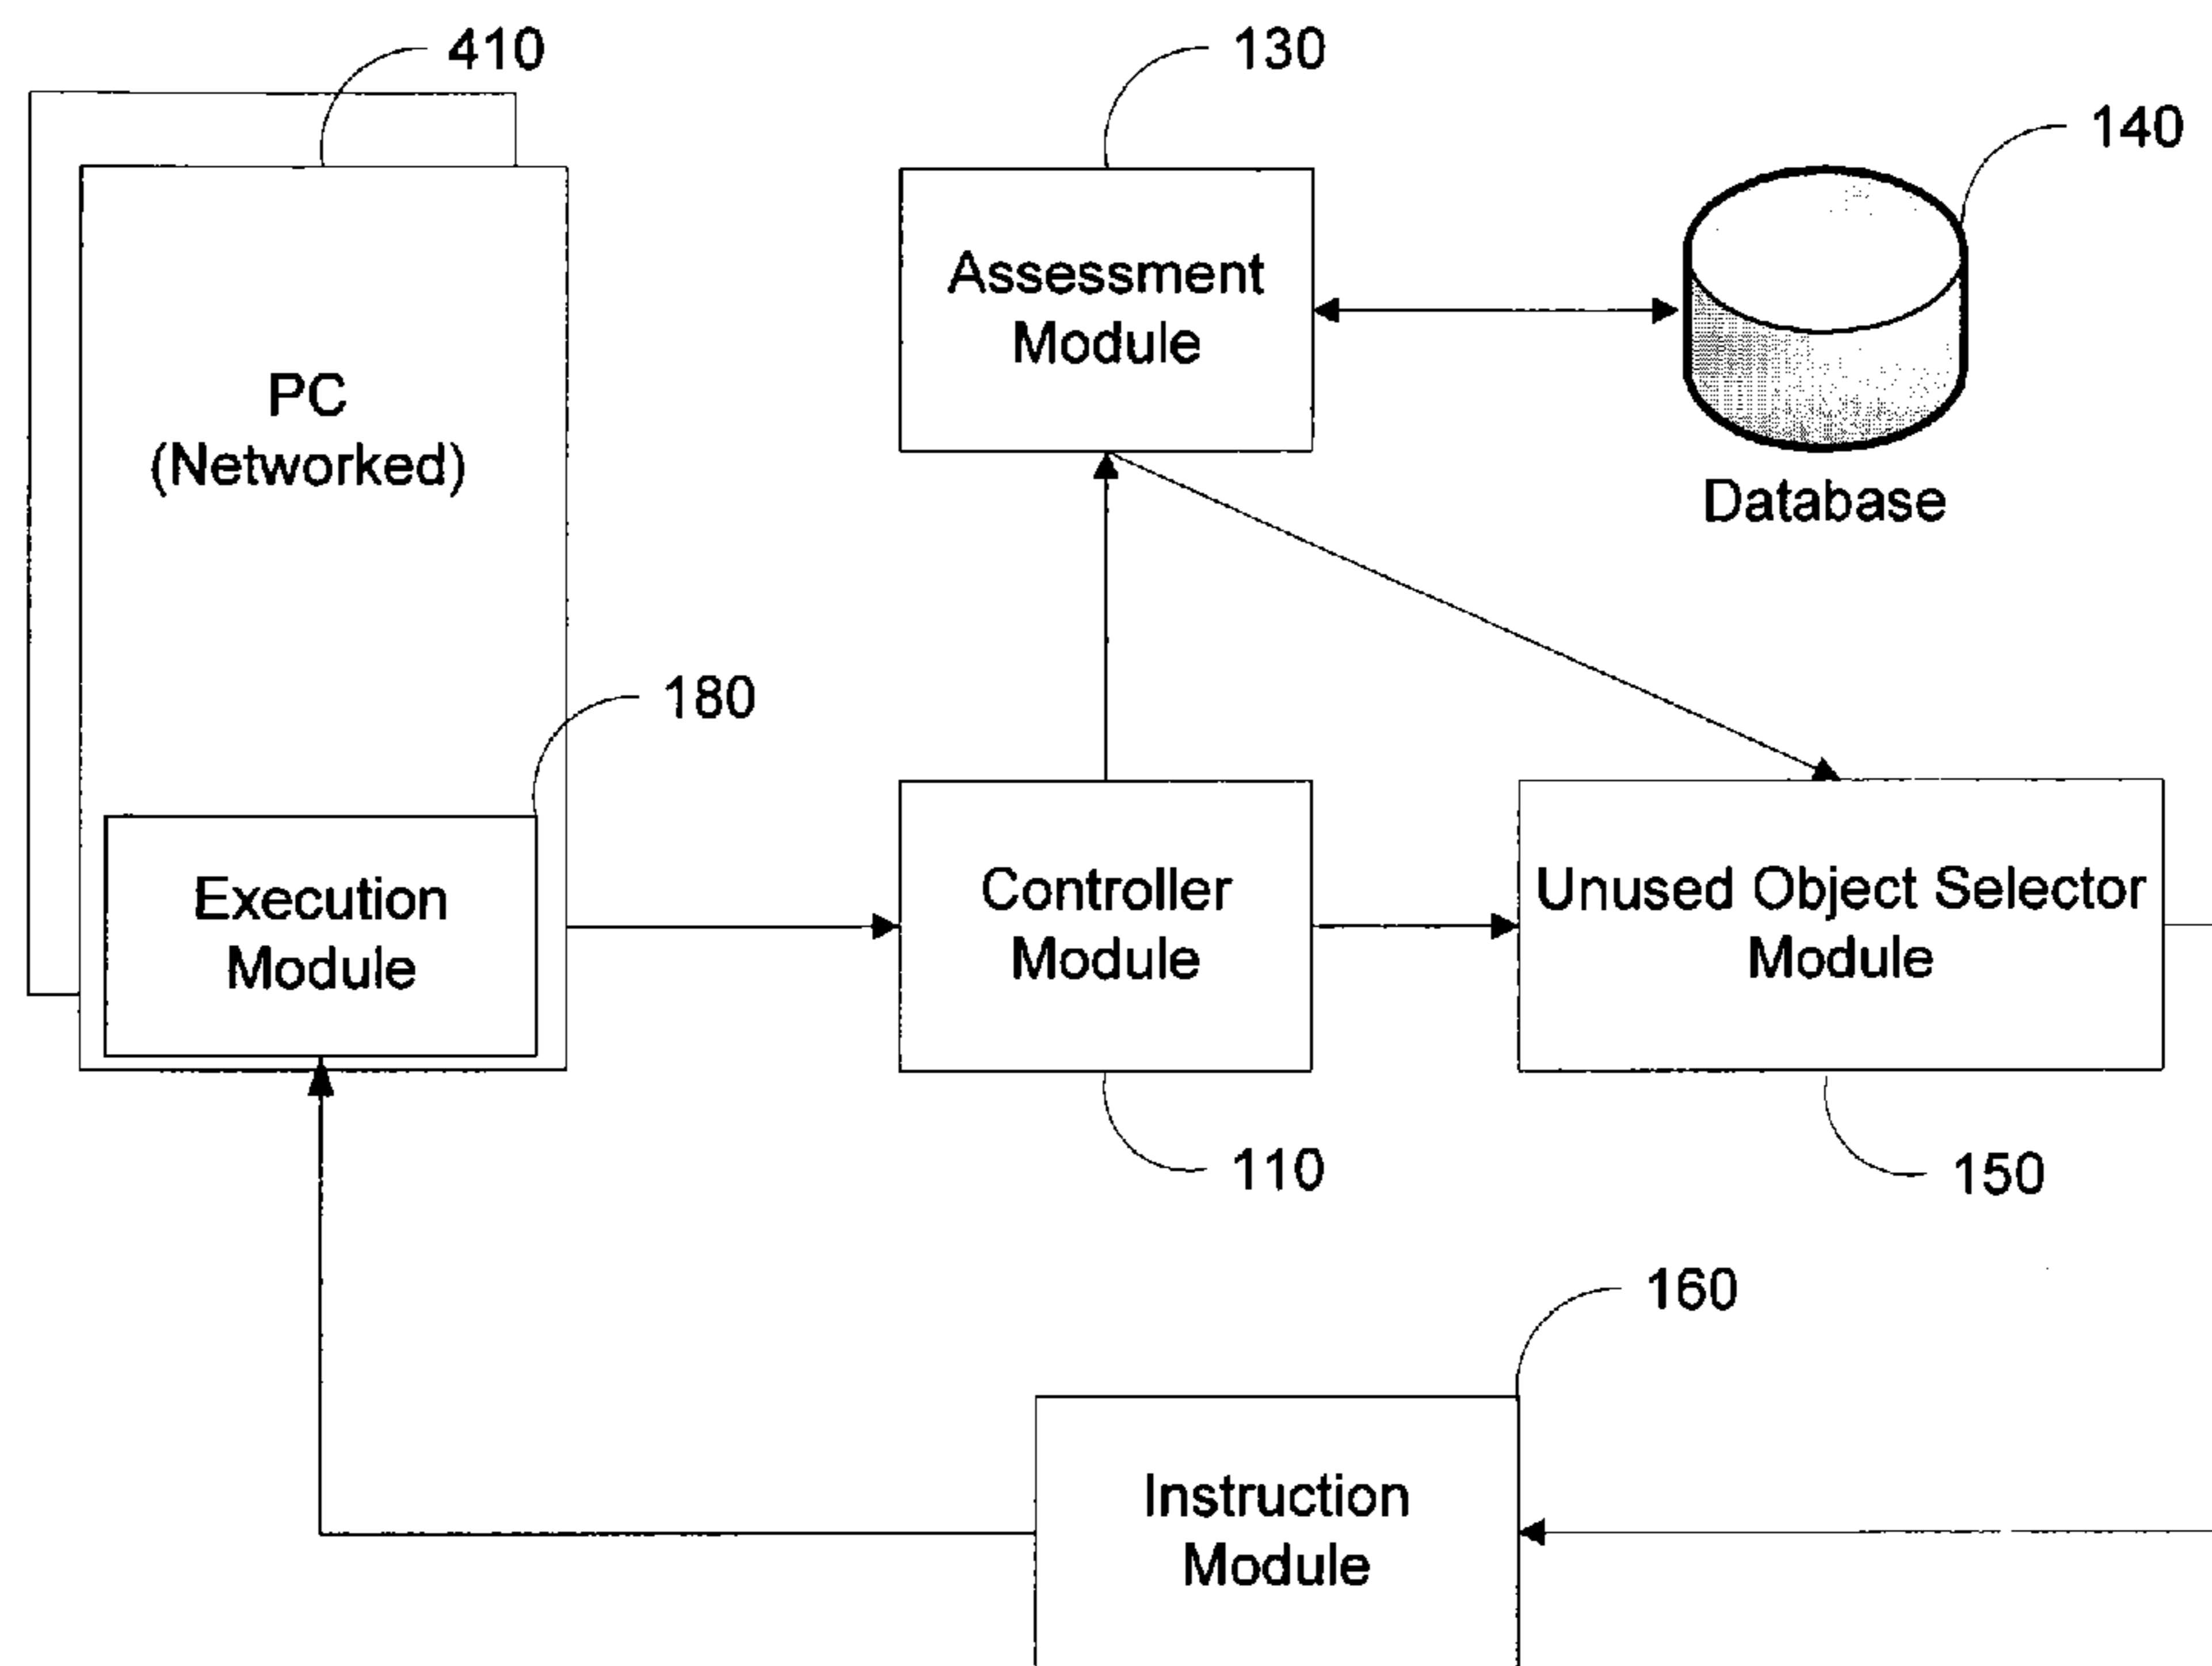 410
130
140
Assessment
Module
PC
(Networked)
Database
180
Execution
Module
Controller
Module
Unused Object Selector
Module
110
150
160
Instruction
Module